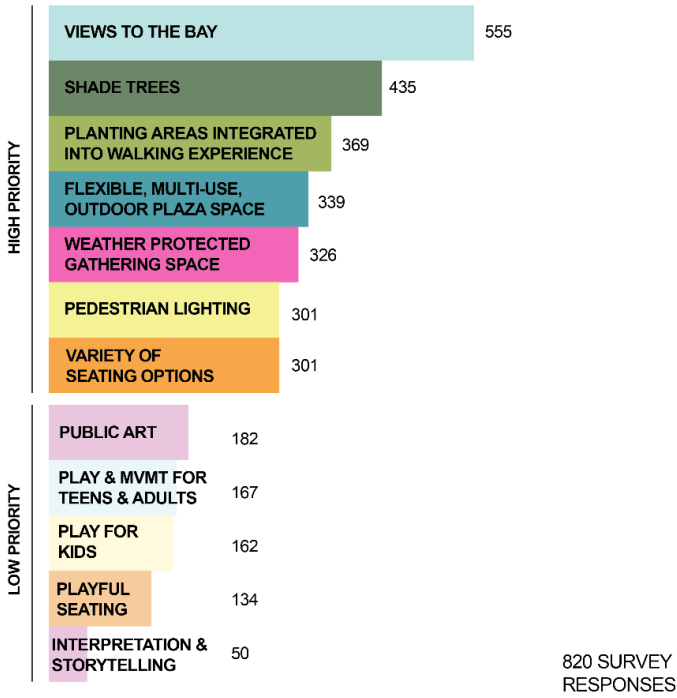 HIGH PRIORITY
VIEWS TO THE BAY
555
SHADE TREES
435
PLANTING AREAS INTEGRATED
INTO WALKING EXPERIENCE
369
FLEXIBLE, MULTI-USE,
OUTDOOR PLAZA SPACE
339
WEATHER PROTECTED
GATHERING SPACE
326
PEDESTRIAN LIGHTING
301
VARIETY OF
SEATING OPTIONS
301
LOW PRIORITY
PUBLIC ART
182
PLAY & MVMT FOR
TEENS & ADULTS
167
PLAY FOR
KIDS
162
PLAYFUL
SEATING
134
INTERPRETATION &
STORYTELLING
50
820 SURVEY
RESPONSES